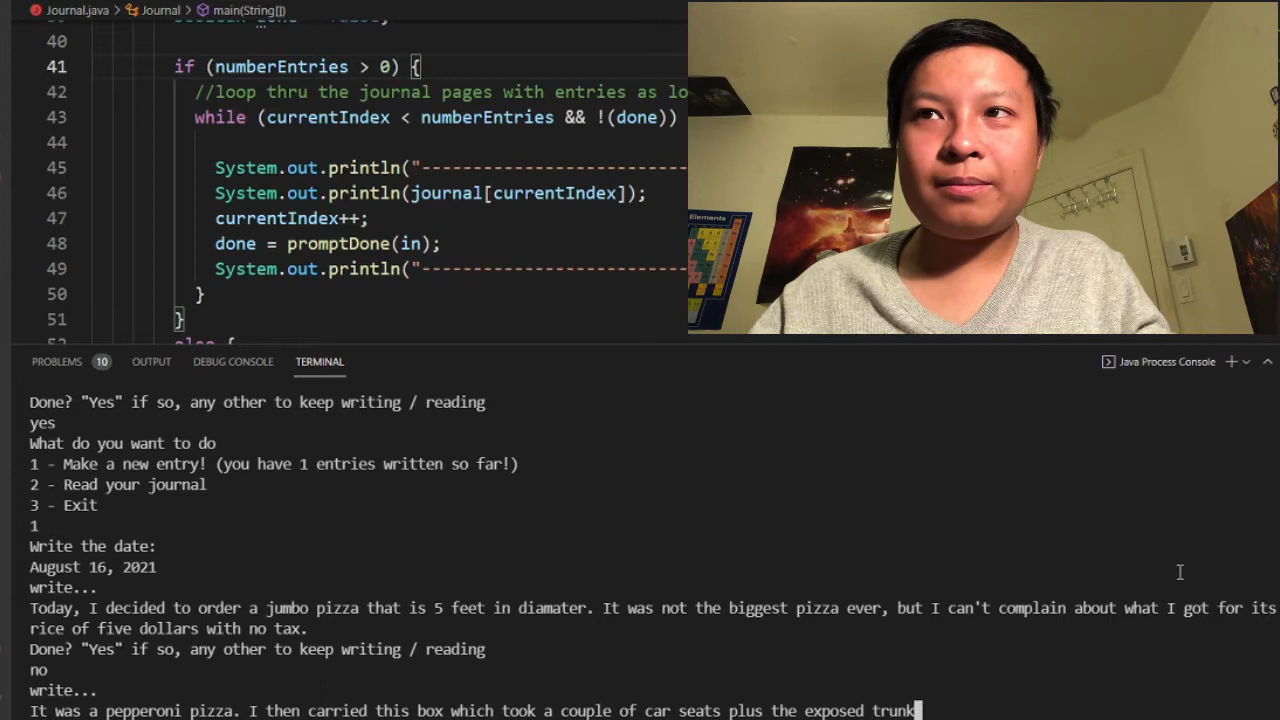 Journal.java > Journal > main(String[])
40
41 if (numberEntries > 0) {
42 //loop thru the journal pages with entries as lo
43 while (currentIndex < numberEntries && !(done))
44
45 System.out.println("--------------------------
46 System.out.println(journal[currentIndex]);
47 currentIndex++;
48 done = promptDone(in);
49 System.out.println("--------------------------
50 }
51 }
else {
Elements
PROBLEMS 10 OUTPUT DEBUG CONSOLE TERMINAL Java Process Console
Done? "Yes" if so, any other to keep writing / reading
yes
What do you want to do
1 - Make a new entry! (you have 1 entries written so far!)
2 - Read your journal
3 - Exit
1
Write the date:
August 16, 2021
write...
Today, I decided to order a jumbo pizza that is 5 feet in diamater. It was not the biggest pizza ever, but I can't complain about what I got for its
rice of five dollars with no tax.
Done? "Yes" if so, any other to keep writing / reading
no
write...
It was a pepperoni pizza. I then carried this box which took a couple of car seats plus the exposed trunk